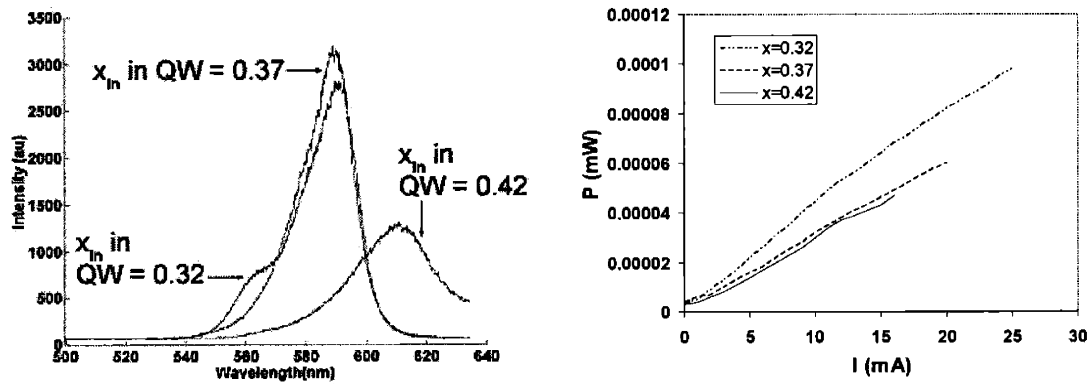 3500
3000
2500
2000
1500
1000
500
0
Intensity (au)
x_in in QW = 0.37
x_in in
QW = 0.42
x_in in
QW = 0.32
500 520 540 560 580 600 620 640
Wavelength(nm)
0.00012
0.0001
0.00008
0.00006
0.00004
0.00002
0
P (mW)
x=0.32
x=0.37
x=0.42
0 5 10 15 20 25 30
I (mA)